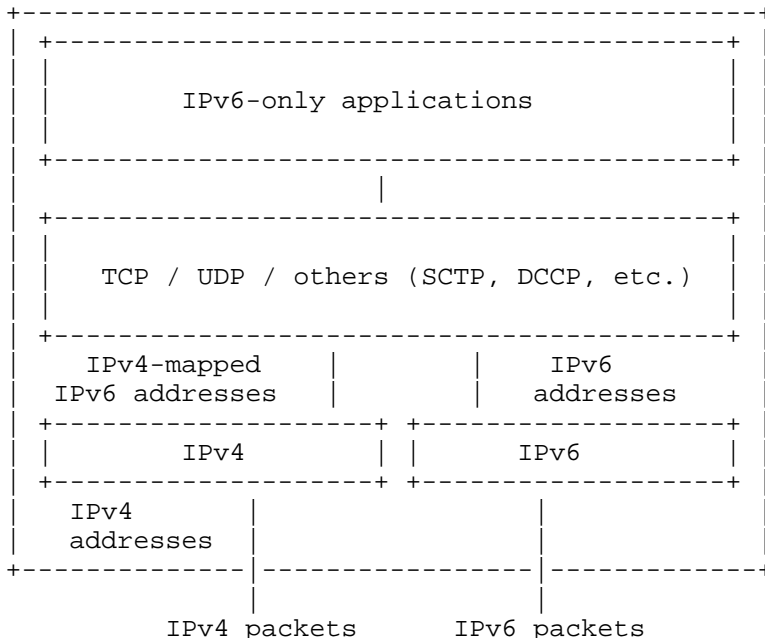 IPv6-only applications
TCP / UDP / others (SCTP, DCCP, etc.)
IPv4-mapped IPv6
IPv6 addresses addresses
IPv4 IPv6
IPv4
addresses
IPv4 packets IPv6 packets